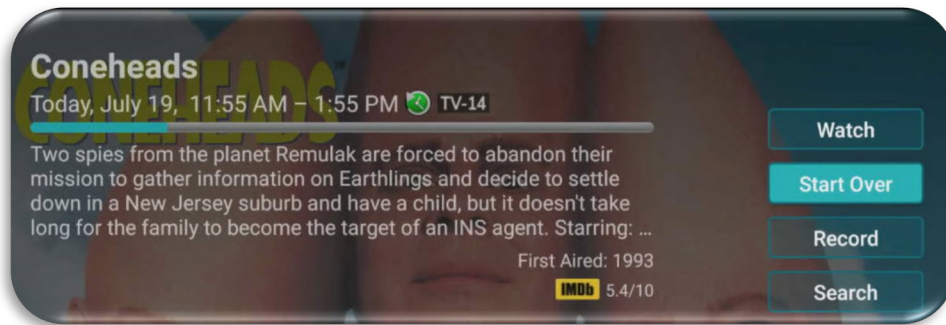 Coneheads
CONEHEADS™
Today, July 19, 11:55 AM – 1:55 PM TV-14
Two spies from the planet Remulak are forced to abandon their
mission to gather information on Earthlings and decide to settle
down in a New Jersey suburb and have a child, but it doesn't take
long for the family to become the target of an INS agent. Starring: ...
First Aired: 1993
IMDb 5.4/10
Watch
Start Over
Record
Search